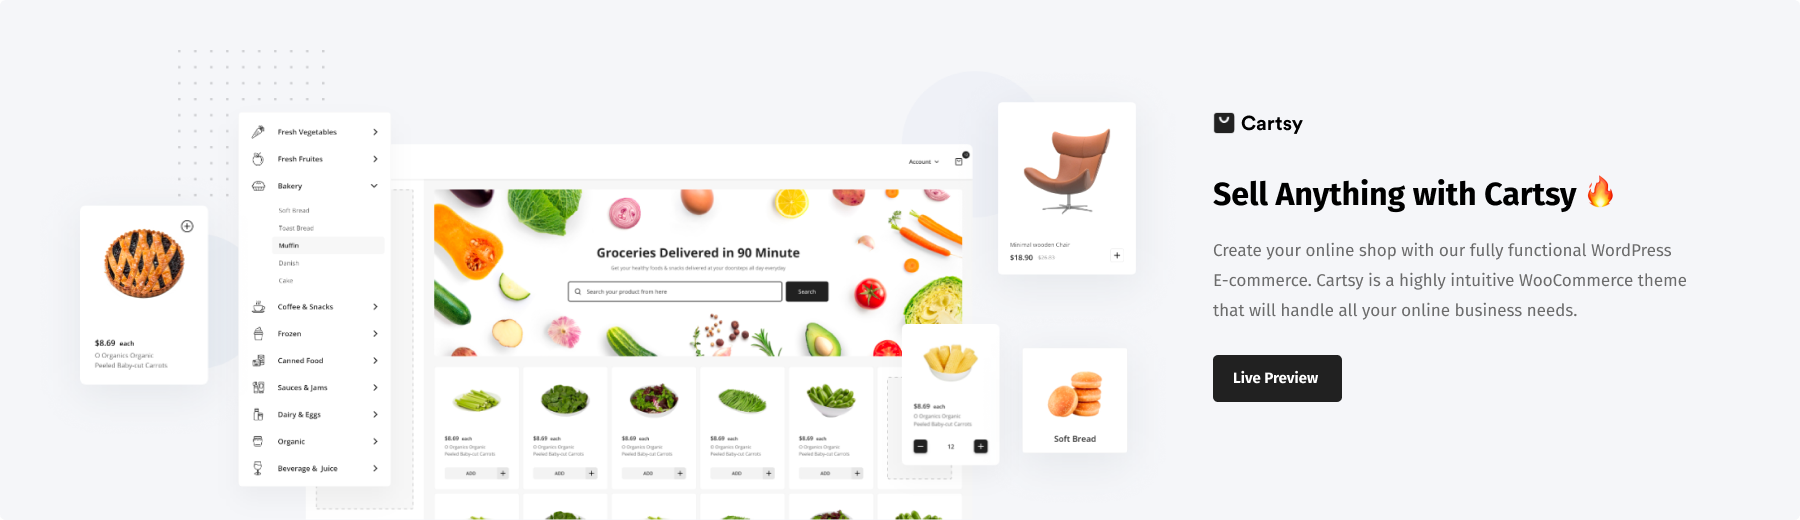 Fresh Vegetables
Fresh Fruites
Bakery
Soft Bread
Toast Bread
Muffin
Danish
Cake
Coffee & Snacks
Frozen
Canned Food
Sauces & Jams
Dairy & Eggs
Organic
Beverage & Juice
$8.69 each
O Organics Organic
Peeled Baby-cut Carrots
Account
Groceries Delivered in 90 Minute
Get your healthy foods & snacks delivered at your doorsteps all day everyday
Search your product from here
Search
$8.69 each
O Organics Organic
Peeled Baby-cut Carrots
ADD +
$8.69 each
O Organics Organic
Peeled Baby-cut Carrots
ADD +
$8.69 each
O Organics Organic
Peeled Baby-cut Carrots
ADD +
$8.69 each
O Organics Organic
Peeled Baby-cut Carrots
ADD +
$8.69 each
O Organics Organic
Peeled Baby-cut Carrots
ADD +
$8.69 each
O Organics Organic
Peeled Baby-cut Carrots
12
Minimal wooden Chair
$18.90
Soft Bread
Cartsy
Sell Anything with Cartsy 🔥
Create your online shop with our fully functional WordPress
E-commerce. Cartsy is a highly intuitive WooCommerce theme
that will handle all your online business needs.
Live Preview